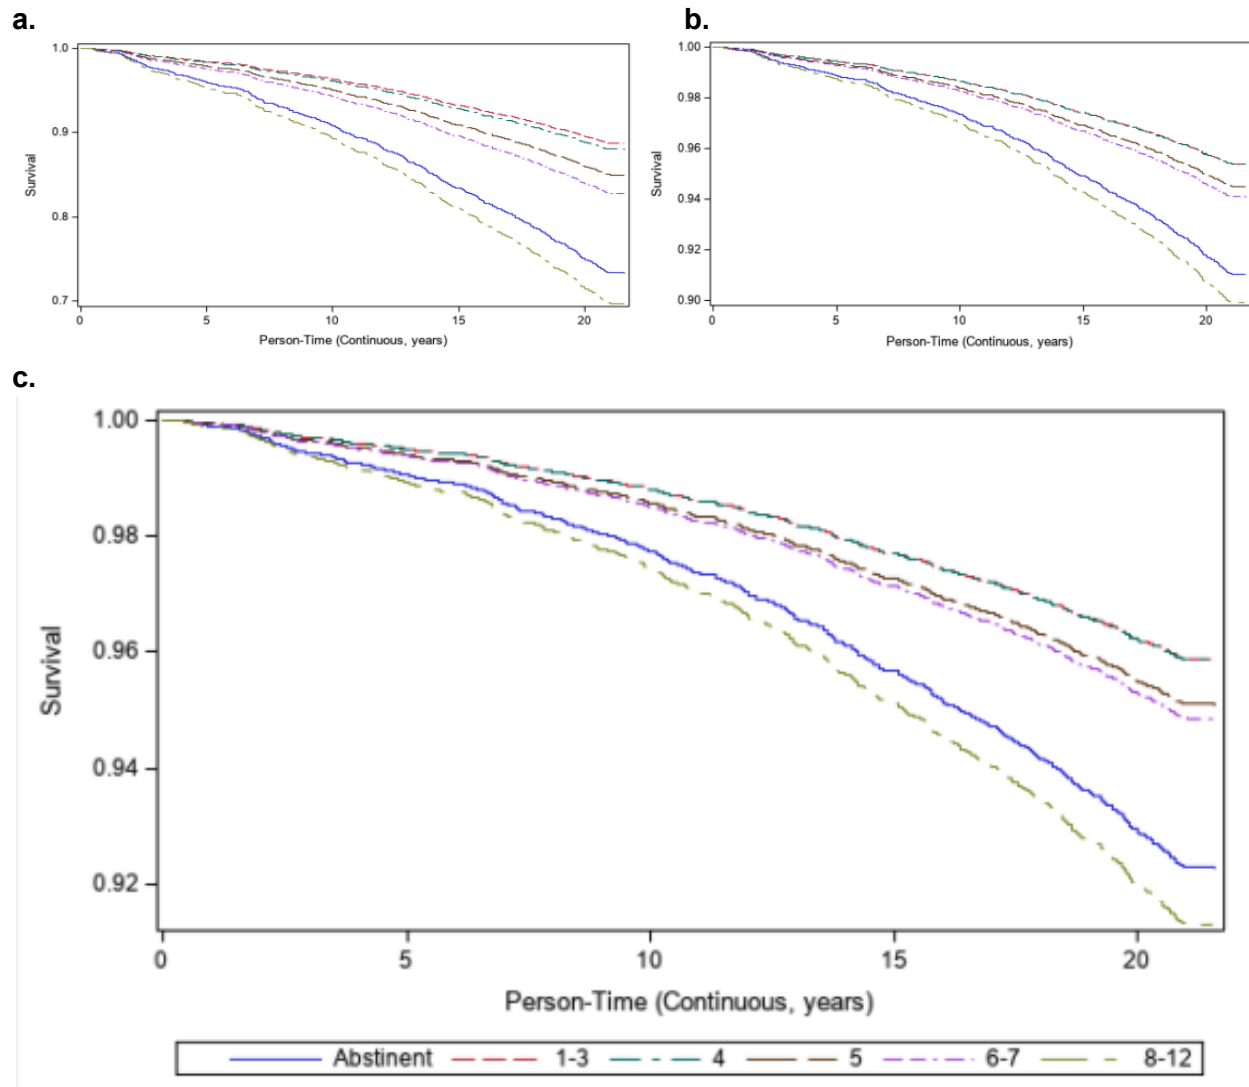 a.
1.0
0.9
0.8
0.7
Survival
0 5 10 15 20
Person-Time (Continuous, years)
b.
1.00
0.98
0.96
0.94
0.92
0.90
Survival
0 5 10 15 20
Person-Time (Continuous, years)
c.
1.00
0.98
0.96
0.94
0.92
Survival
0 5 10 15 20
Person-Time (Continuous, years)
Abstinent 1-3 4 5 6-7 8-12